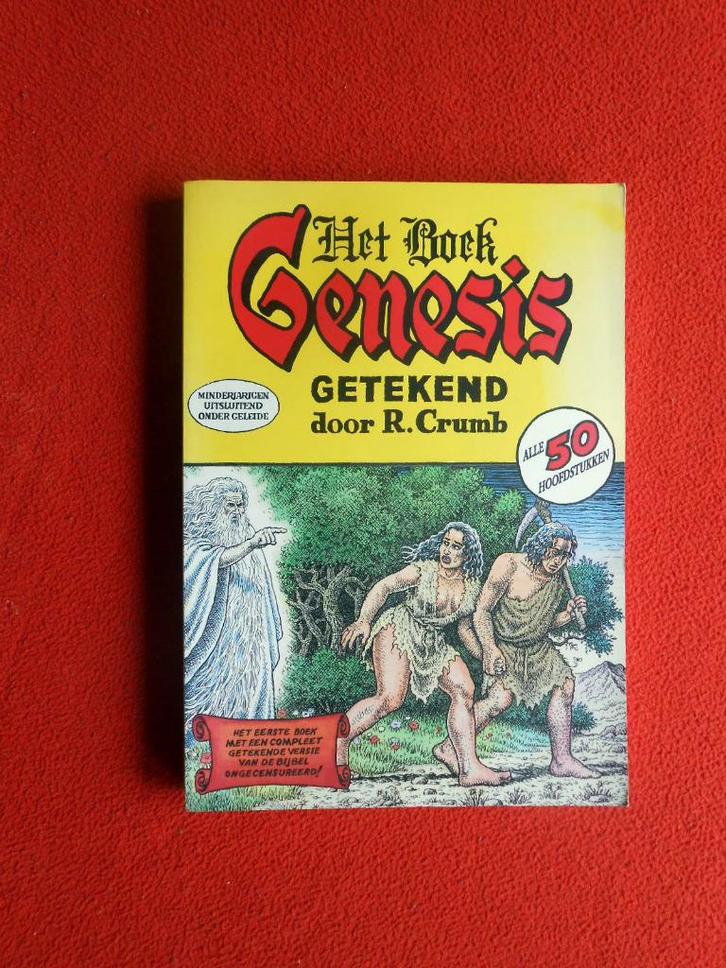 Het Boek
Genesis
GETEKEND
door R. Crumb
MINDERJARIGEN
UITSLUITEND
ONDER GELEIDE
ALLE 50
HOOFDSTUKKEN
HET EERSTE BOEK
MET EEN COMPLEET
GETEKENDE VERSIE
VAN DE BIJBEL
ONGECENSUREERD!